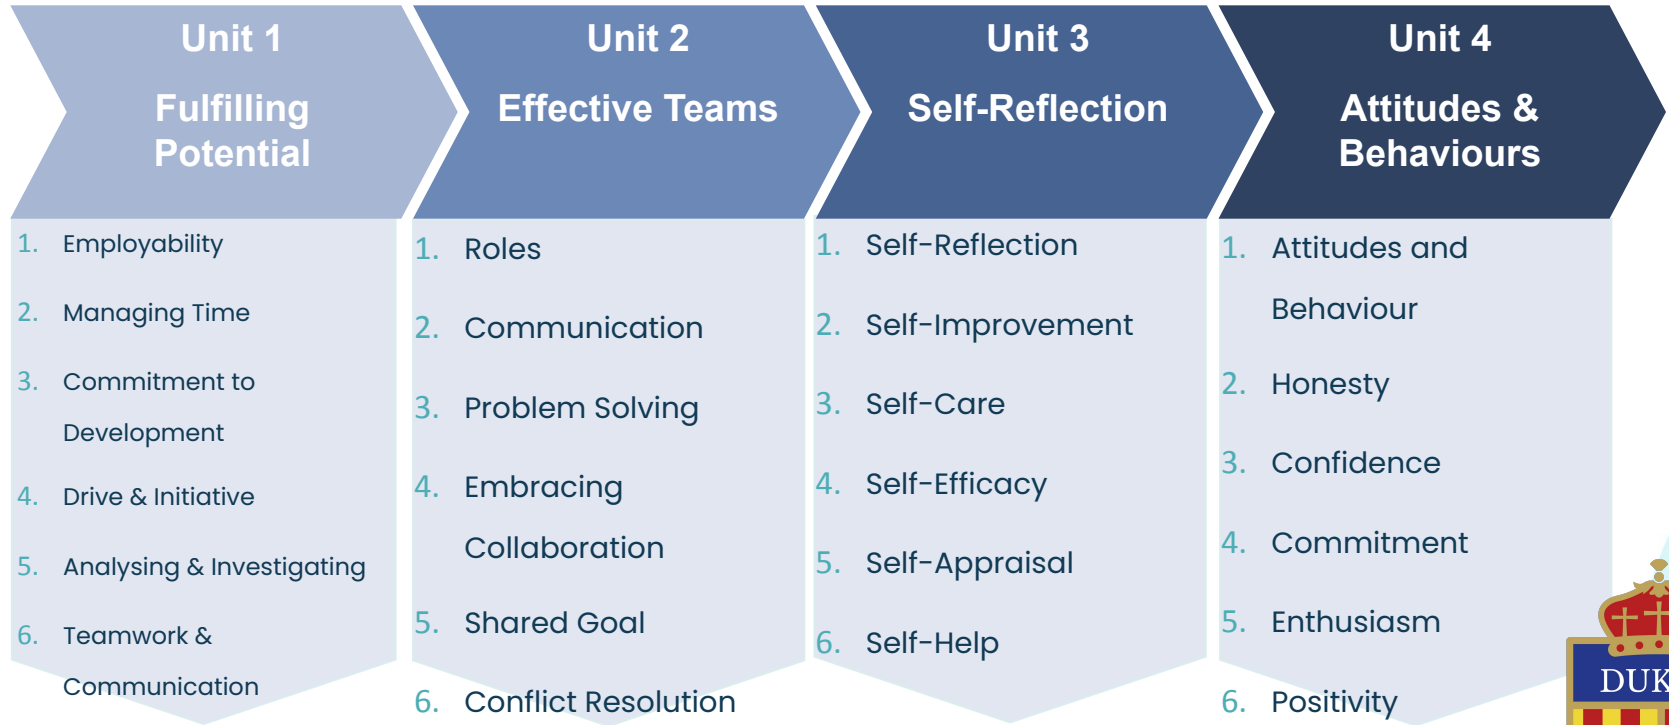 Unit 1
Fulfilling
Potential
1. Employability
2. Managing Time
3. Commitment to
Development
4. Drive & Initiative
5. Analysing & Investigating
6. Teamwork &
Communication
Unit 2
Effective Teams
1. Roles
2. Communication
3. Problem Solving
4. Embracing
Collaboration
5. Shared Goal
6. Conflict Resolution
Unit 3
Self-Reflection
1. Self-Reflection
2. Self-Improvement
3. Self-Care
4. Self-Efficacy
5. Self-Appraisal
6. Self-Help
Unit 4
Attitudes &
Behaviours
1. Attitudes and
Behaviour
2. Honesty
3. Confidence
4. Commitment
5. Enthusiasm
6. Positivity
DUK